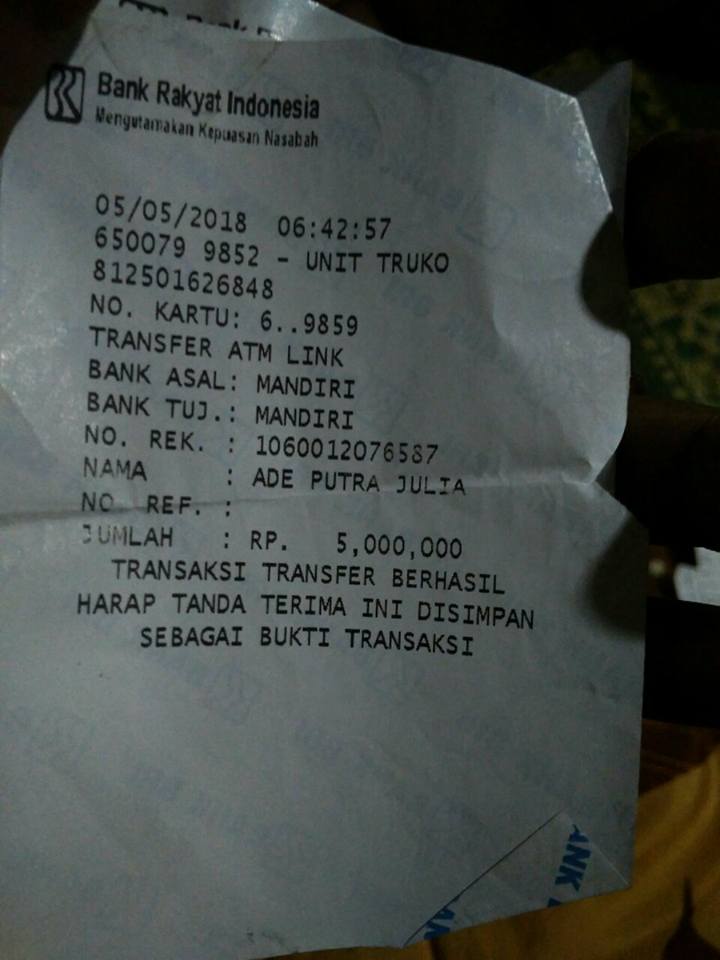 Bank Rakyat Indonesia
Mengutamakan Kepuasan Nasabah
05/05/2018 06:42:57
650079 9852 - UNIT TRUKO
812501626848
NO. KARTU: 6..9859
TRANSFER ATM LINK
BANK ASAL: MANDIRI
BANK TUJ.: MANDIRI
NO. REK. : 1060012076587
NAMA : ADE PUTRA JULIA
NO REF. :
JUMLAH : RP. 5,000,000
TRANSAKSI TRANSFER BERHASIL
HARAP TANDA TERIMA INI DISIMPAN
SEBAGAI BUKTI TRANSAKSI